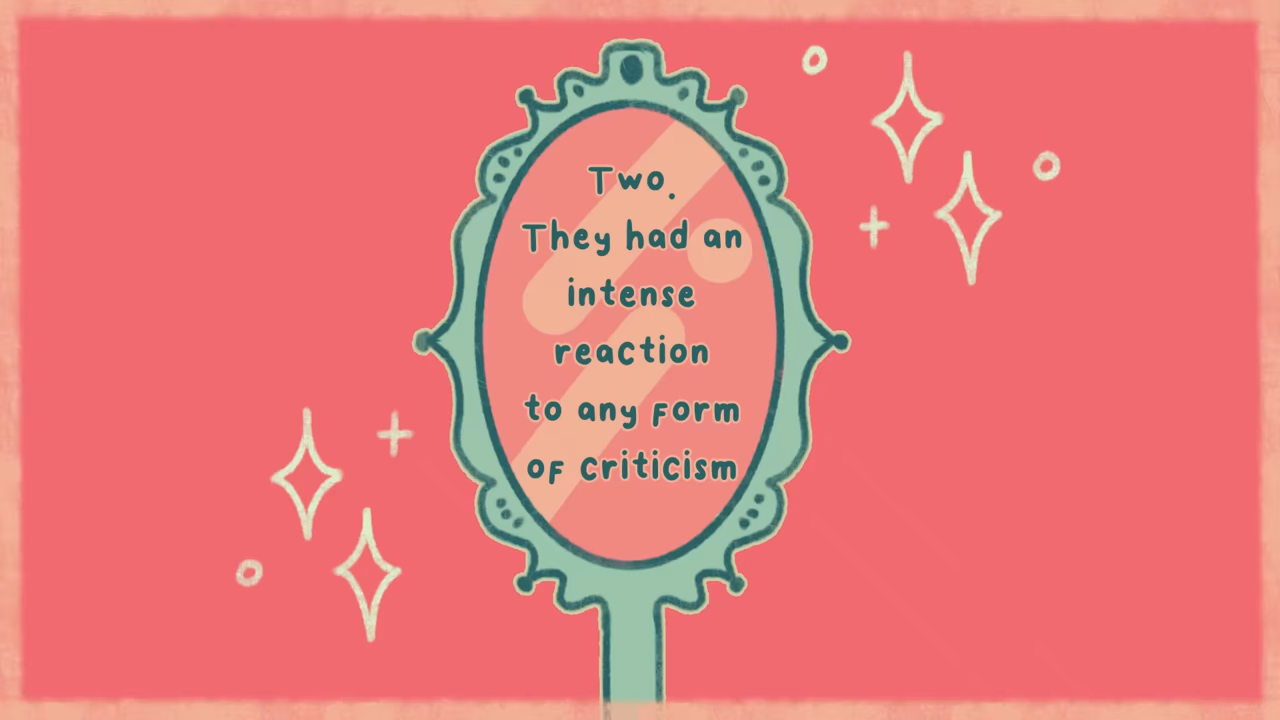 Two.
They had an
intense
reaction
to any form
of criticism